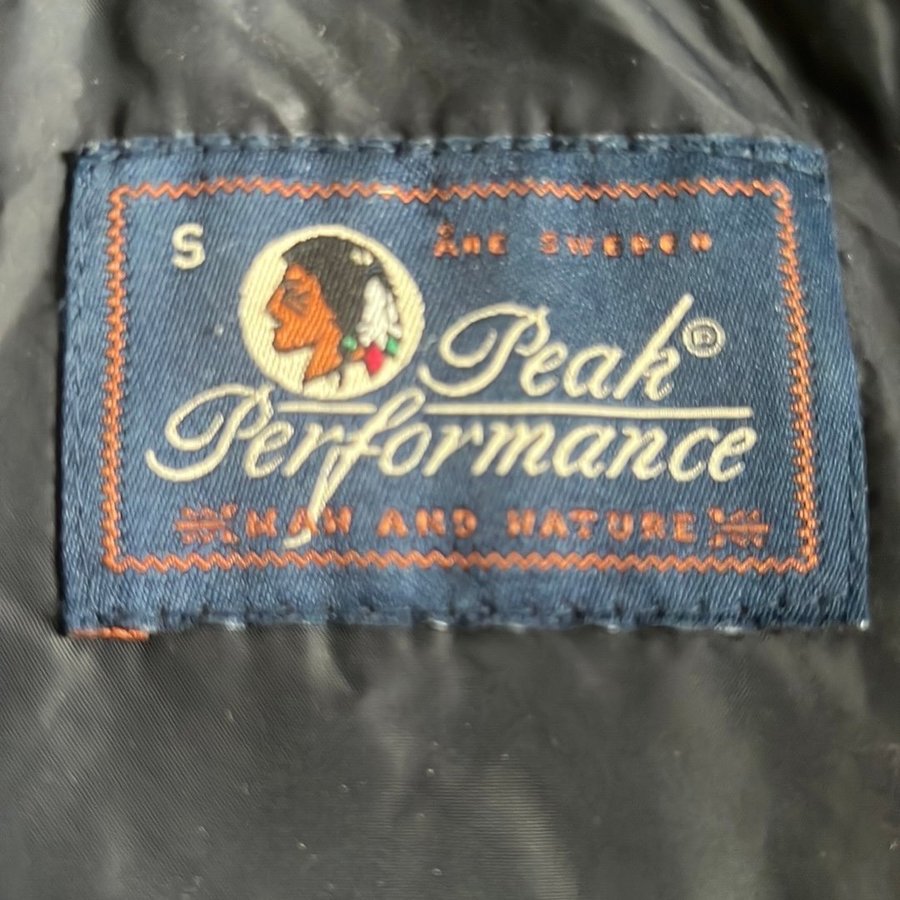 S
ÅRE SWEDEN
Peak®
Performance
MAN AND NATURE